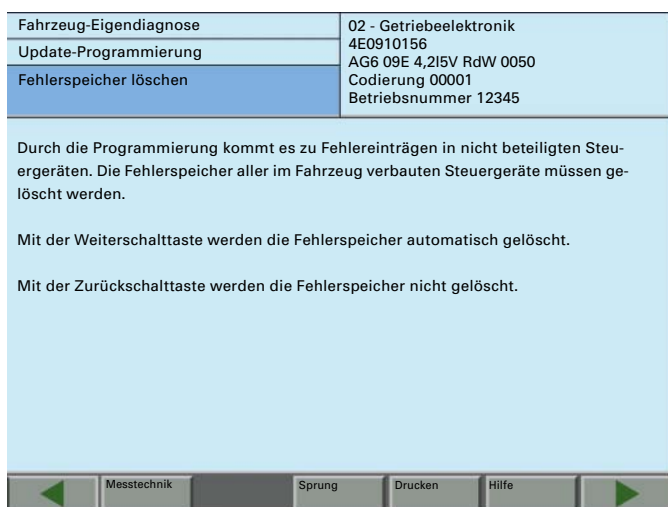 Fahrzeug-Eigendiagnose
Update-Programmierung
Fehlerspeicher löschen
02 - Getriebeelektronik
4E0910156
AG6 09E 4,2l5V RdW 0050
Codierung 00001
Betriebsnummer 12345
Durch die Programmierung kommt es zu Fehlereinträgen in nicht beteiligten Steu-
ergeräten. Die Fehlerspeicher aller im Fahrzeug verbauten Steuergeräte müssen ge-
löscht werden.
Mit der Weiterschalttaste werden die Fehlerspeicher automatisch gelöscht.
Mit der Zurückschalttaste werden die Fehlerspeicher nicht gelöscht.
Messtechnik
Sprung
Drucken
Hilfe